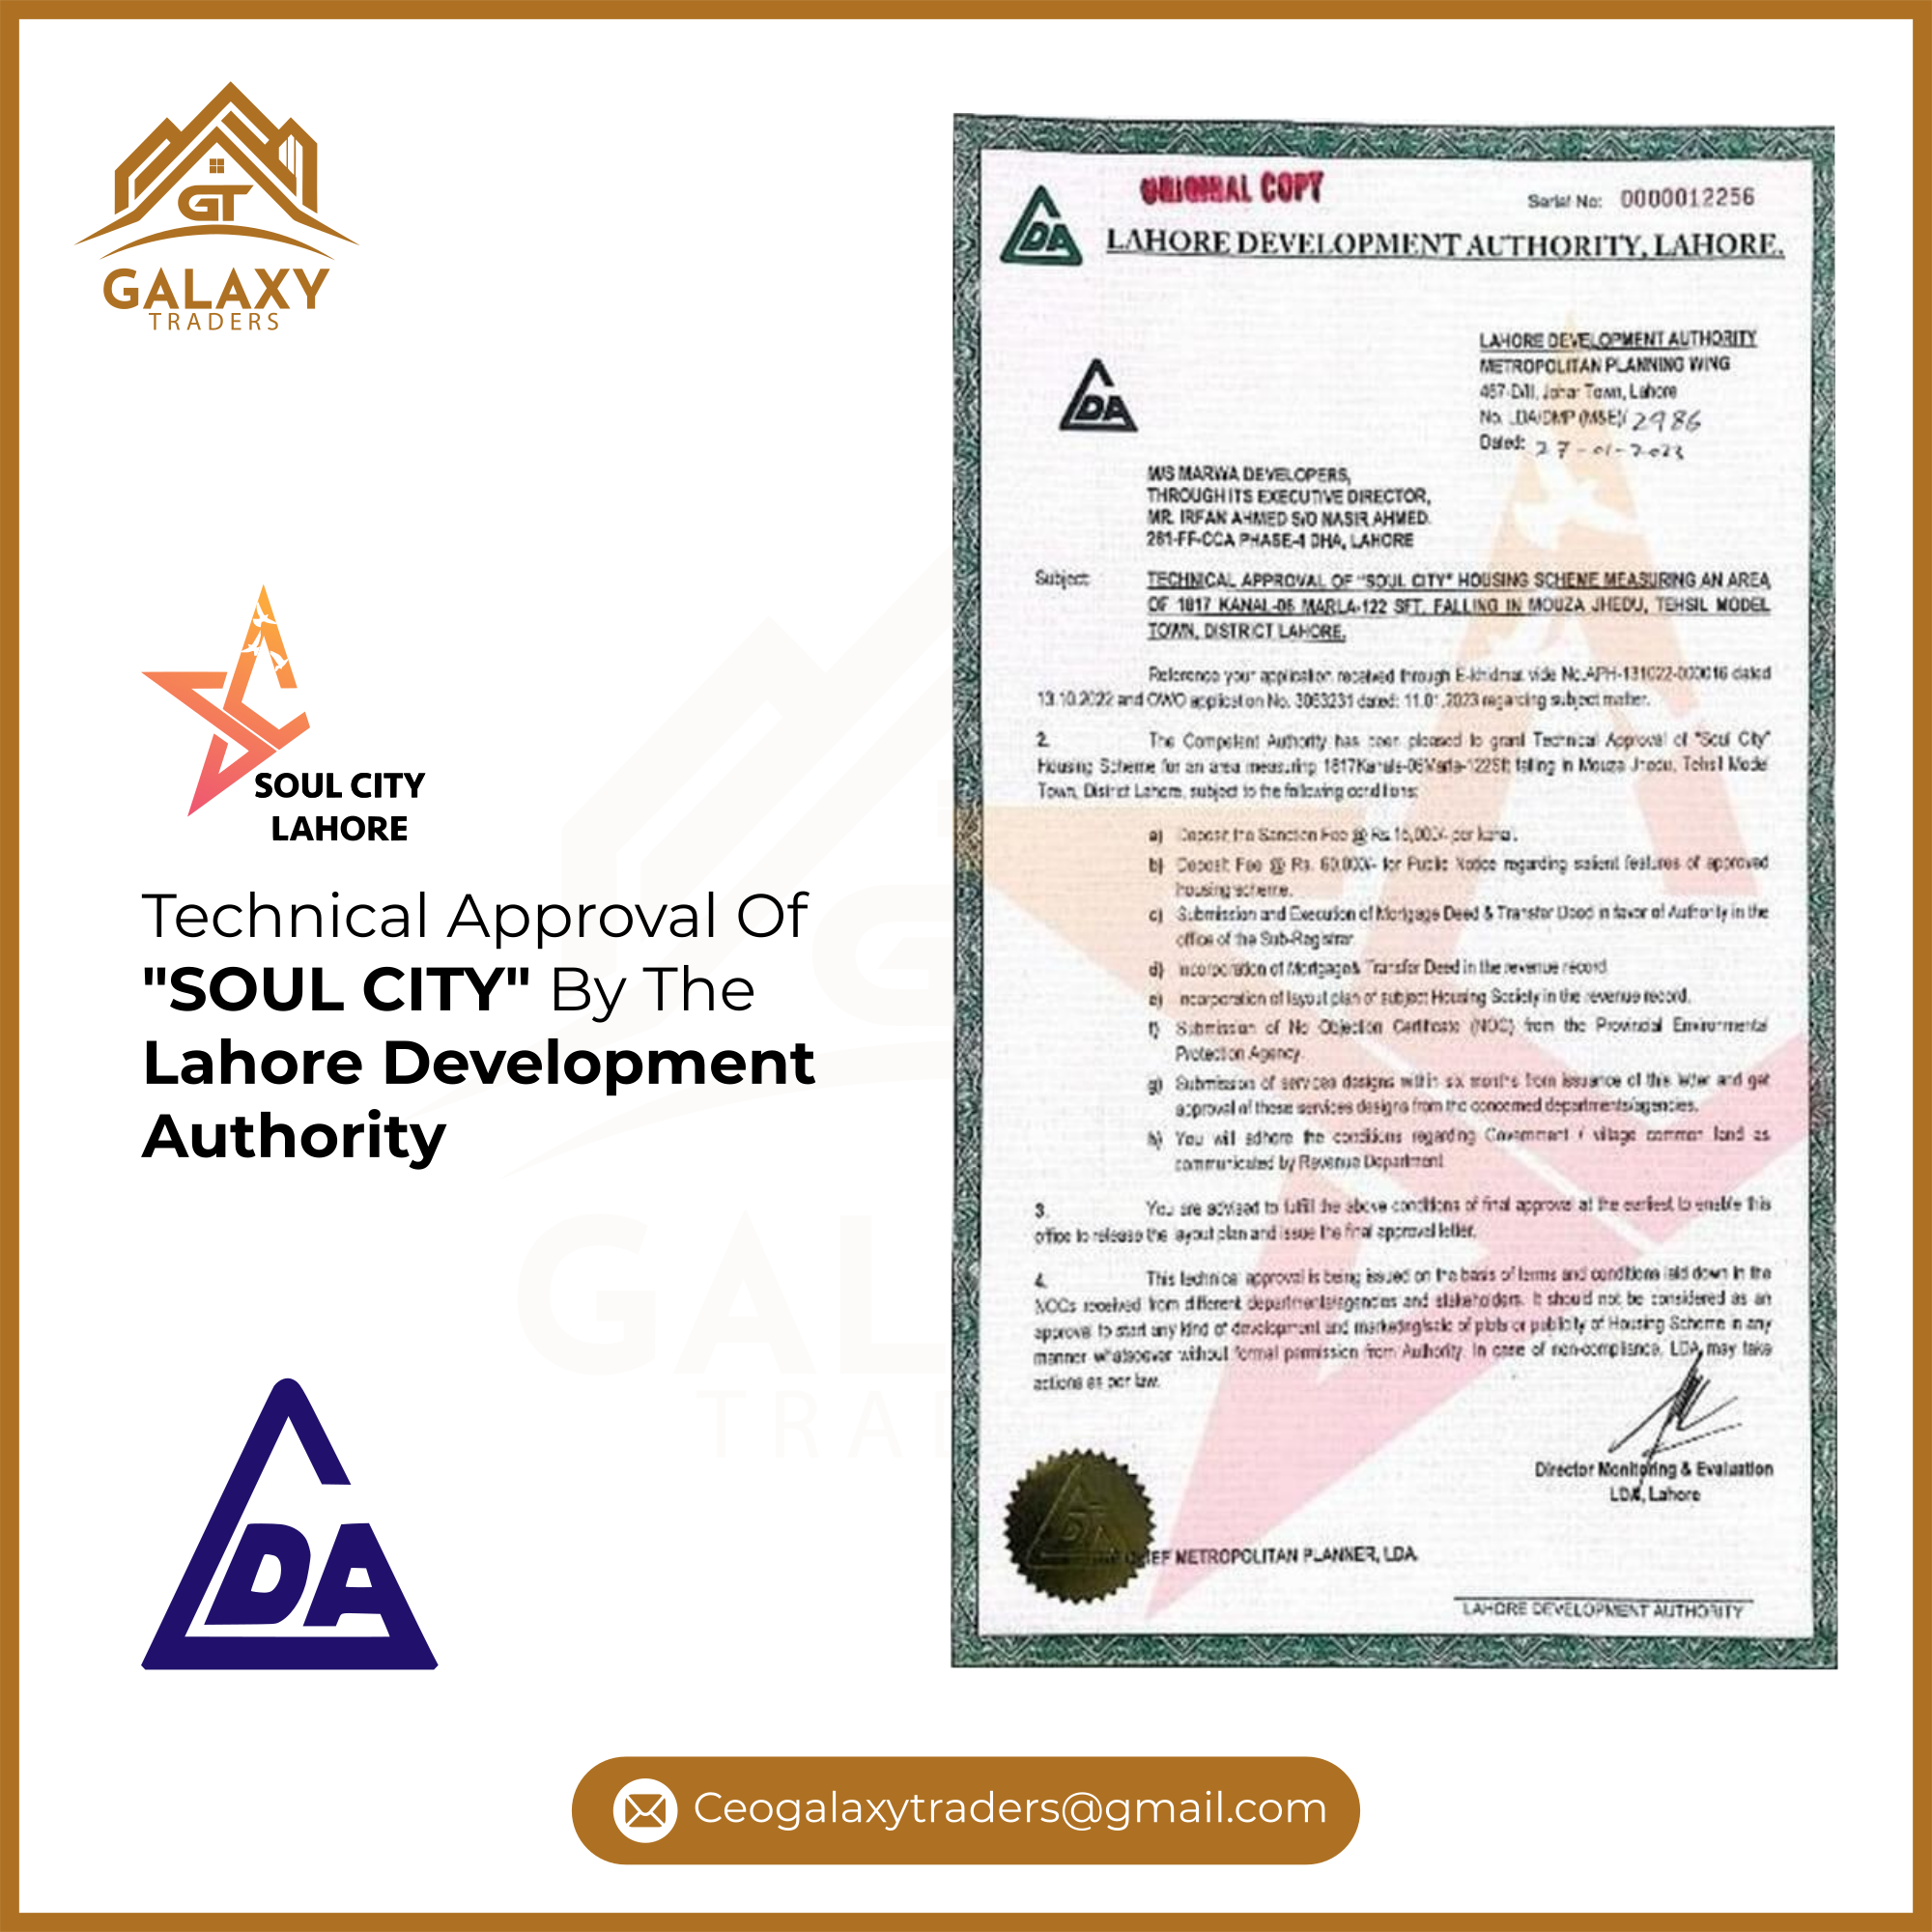 GT
GALAXY
TRADERS
SOUL CITY
LAHORE
Technical Approval Of
"SOUL CITY" By The
Lahore Development
Authority
LDA
ORIGINAL COPY
Serial No: 0000012256
LDA
LAHORE DEVELOPMENT AUTHORITY, LAHORE.
LAHORE DEVELOPMENT AUTHORITY
METROPOLITAN PLANNING WING
467-D/II, Johar Town, Lahore
No. LDA/DMP (M&E)/ 2986
Dated: 27-01-2023
LDA
M/S MARWA DEVELOPERS,
THROUGH ITS EXECUTIVE DIRECTOR,
MR. IRFAN AHMED S/O NASIR AHMED.
261-FF-CCA PHASE-4 DHA, LAHORE
Subject: TECHNICAL APPROVAL OF "SOUL CITY" HOUSING SCHEME MEASURING AN AREA
OF 1817 KANAL-06 MARLA-122 SFT. FALLING IN MOUZA JHEDU, TEHSIL MODEL
TOWN, DISTRICT LAHORE.
Reference your application received through E-khidmat vide No.APH-131022-000016 dated
13.10.2022 and OWO application No. 3063231 dated: 11.01.2023 regarding subject matter.
2. The Competent Authority has been pleased to grant Technical Approval of "Soul City"
Housing Scheme for an area measuring 1817Kanals-06Marla-122Sft falling in Mouza Jhedu, Tehsil Model
Town, District Lahore, subject to the following conditions:
a) Deposit the Sanction Fee @ Rs. 15,000/- per kanal.
b) Deposit Fee @ Rs. 60,000/- for Public Notice regarding salient features of approved
housing scheme.
c) Submission and Execution of Mortgage Deed & Transfer Deed in favor of Authority in the
office of the Sub-Registrar
d) Incorporation of Mortgage& Transfer Deed in the revenue record
e) Incorporation of layout plan of subject Housing Society in the revenue record.
f) Submission of No Objection Certificate (NOC) from the Provincial Environmental
Protection Agency.
g) Submission of services designs within six months from issuance of this letter and get
approval of these services designs from the concerned departments/agencies.
h) You will adhere the conditions regarding Government / village common land as
communicated by Revenue Department
3. You are advised to fulfill the above conditions of final approval at the earliest to enable this
office to release the layout plan and issue the final approval letter.
4. This technical approval is being issued on the basis of terms and conditions laid down in the
NOCs received from different departments/agencies and stakeholders. It should not be considered as an
approval to start any kind of development and marketing/sale of plots or publicity of Housing Scheme in any
manner whatsoever without formal permission from Authority. In case of non-compliance, LDA may take
actions as per law.
Director Monitoring & Evaluation
LDA, Lahore
METROPOLITAN PLANNER, LDA
LAHORE DEVELOPMENT AUTHORITY
Ceogalaxytraders@gmail.com